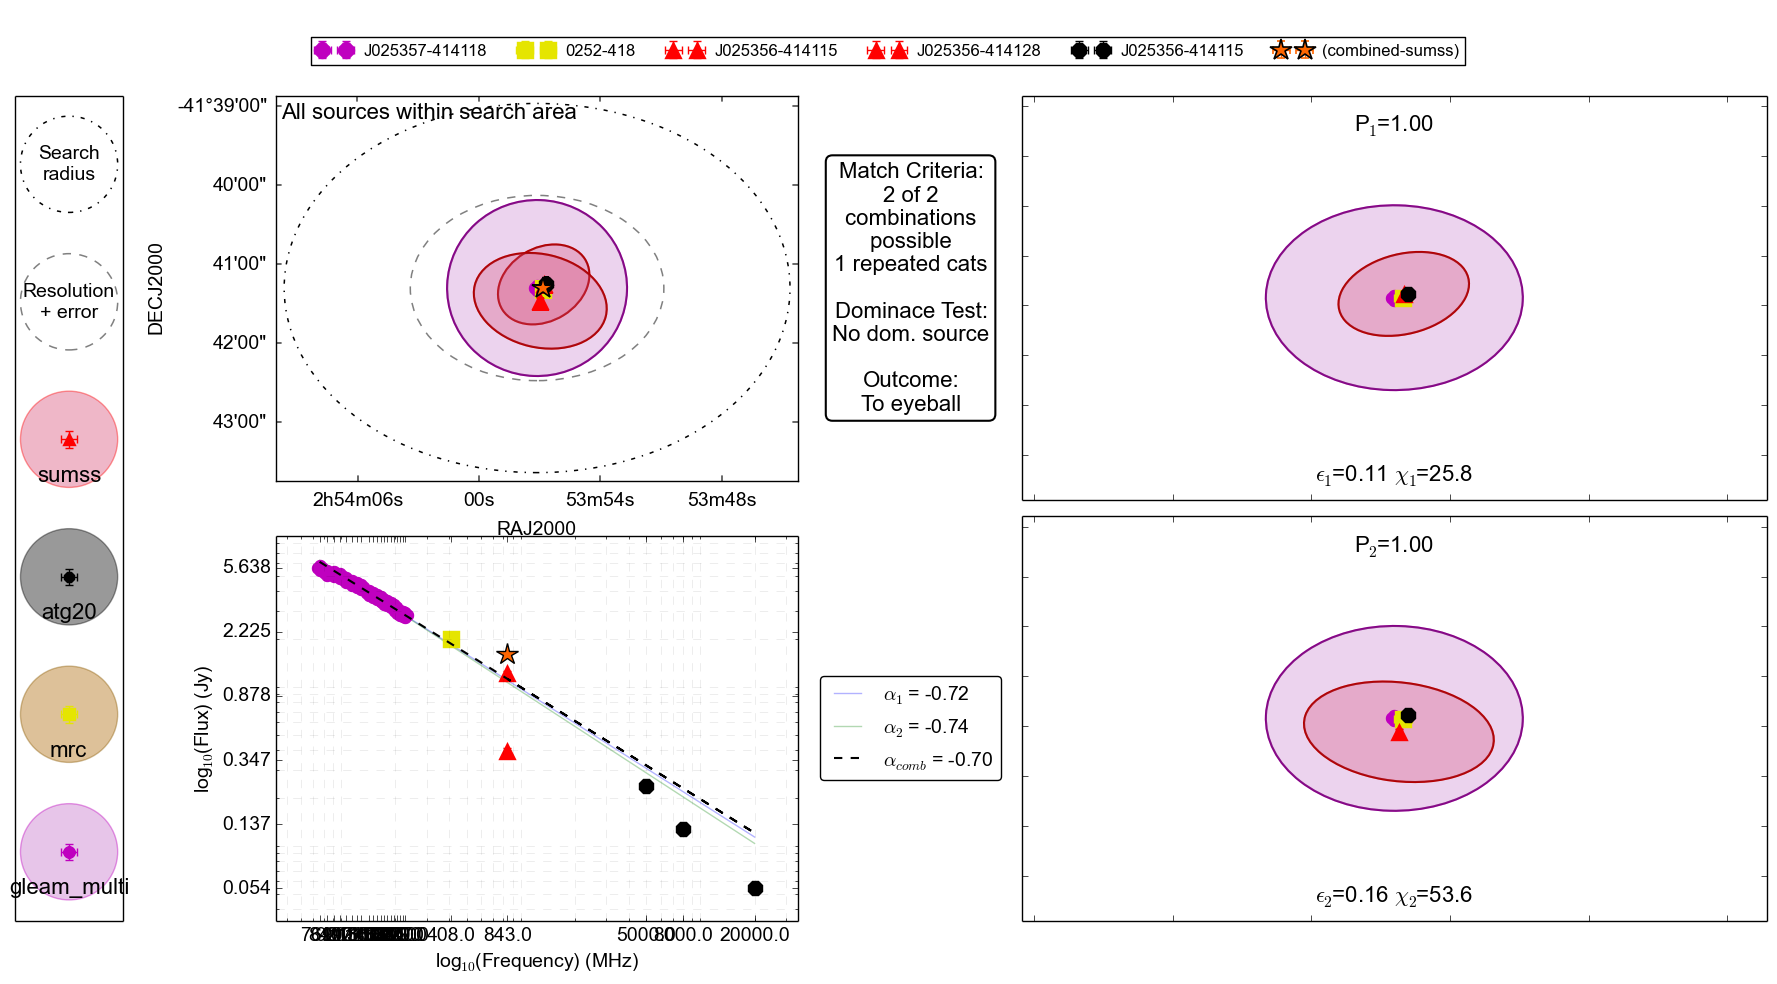 J025357-414118 0252-418 J025356-414115 J025356-414128 J025356-414115 (combined-sumss)
Search
radius
Resolution
+ error
sumss
atg20
mrc
gleam_multi
All sources within search area
-41°39'00"
40'00"
41'00"
42'00"
43'00"
DECJ2000
2h54m06s 00s 53m54s 53m48s
RAJ2000
Match Criteria:
2 of 2
combinations
possible
1 repeated cats
Dominace Test:
No dom. source
Outcome:
To eyeball
P1=1.00
ϵ1=0.11 χ1=25.8
5.638
2.225
0.878
0.347
0.137
0.054
log10(Flux) (Jy)
408.0 843.0 5000.0 8000.0 20000.0
log10(Frequency) (MHz)
α1 = -0.72
α2 = -0.74
αcomb = -0.70
P2=1.00
ϵ2=0.16 χ2=53.6